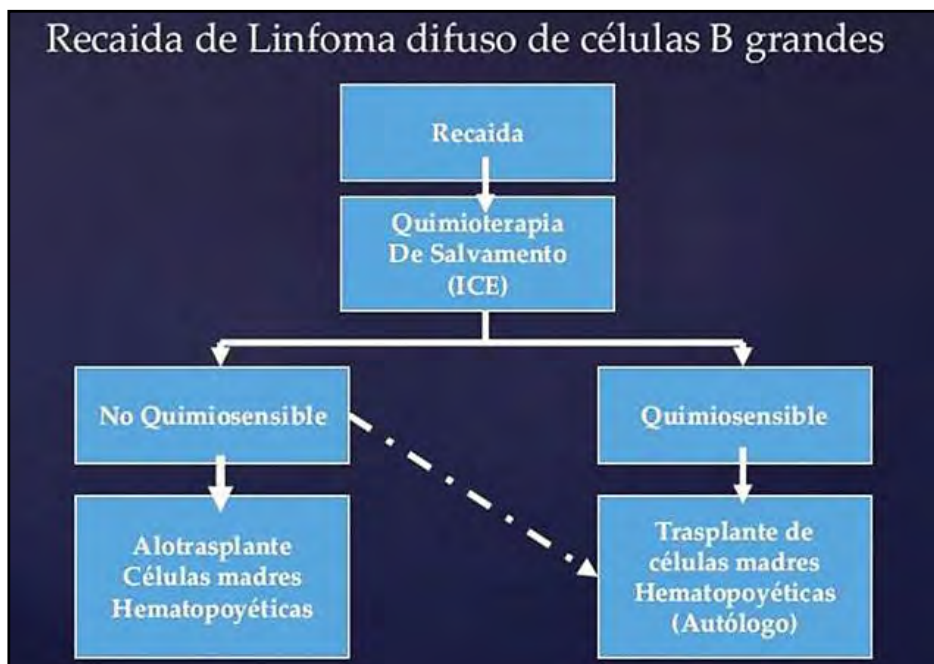 Recaida de Linfoma difuso de células B grandes
Recaida
Quimioterapia
De Salvamento
(ICE)
No Quimiosensible
Quimiosensible
Alotrasplante
Células madres
Hematopoyéticas
Trasplante de
células madres
Hematopoyéticas
(Autólogo)